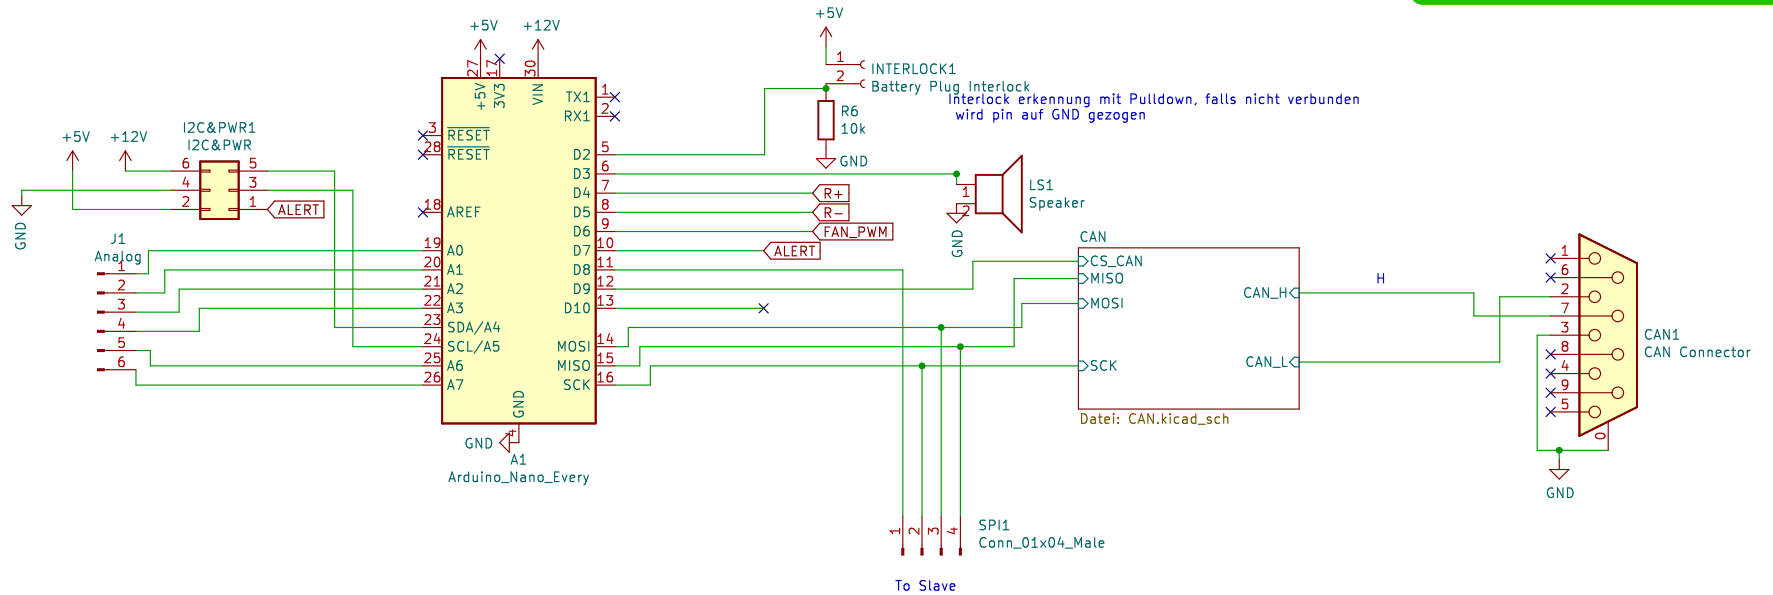 +5V
+5V
+12V
27
17
30
+5V
3V3
VIN
1
INTERLOCK1
2
Battery Plug Interlock
Interlock erkennung mit Pulldown, falls nicht verbunden
wird pin auf GND gezogen
R6
10k
GND
TX1 1
RX1 2
3 RESET
28 RESET
18 AREF
19 A0
20 A1
21 A2
22 A3
23 SDA/A4
24 SCL/A5
25 A6
26 A7
D2 5
D3 6
D4 7
D5 8
D6 9
D7 10
D8 11
D9 12
D10 13
MOSI 14
MISO 15
SCK 16
GND
4
GND
A1
Arduino_Nano_Every
+5V
+12V
I2C&PWR1
I2C&PWR
6 5
4 3
2 1
ALERT
GND
J1
Analog
1
2
3
4
5
6
R+
R-
FAN_PWM
ALERT
1
2
LS1
Speaker
GND
CAN
CS_CAN
MISO
MOSI
SCK
CAN_H
CAN_L
Datei: CAN.kicad_sch
H
1
6
2
7
3
8
4
9
5
0
CAN1
CAN Connector
GND
1
2
3
4
SPI1
Conn_01x04_Male
To Slave